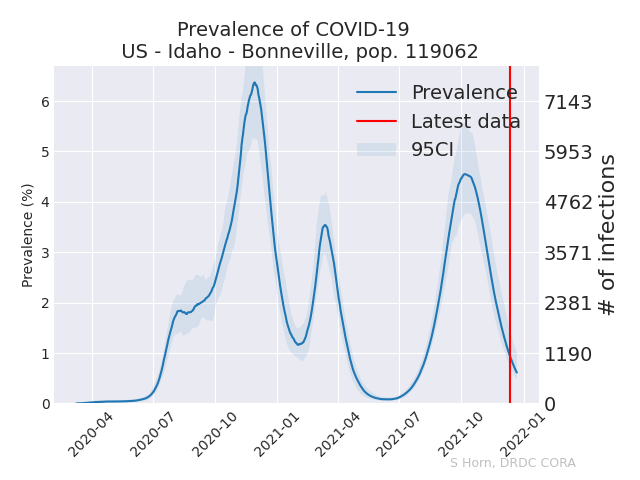 Prevalence of COVID-19
US - Idaho - Bonneville, pop. 119062
Prevalence
Latest data
95CI
Prevalence (%)
6
5
4
3
2
1
0
7143
5953
4762
3571
2381
1190
0
# of infections
2020-04
2020-07
2020-10
2021-01
2021-04
2021-07
2021-10
2022-01
S Horn, DRDC CORA